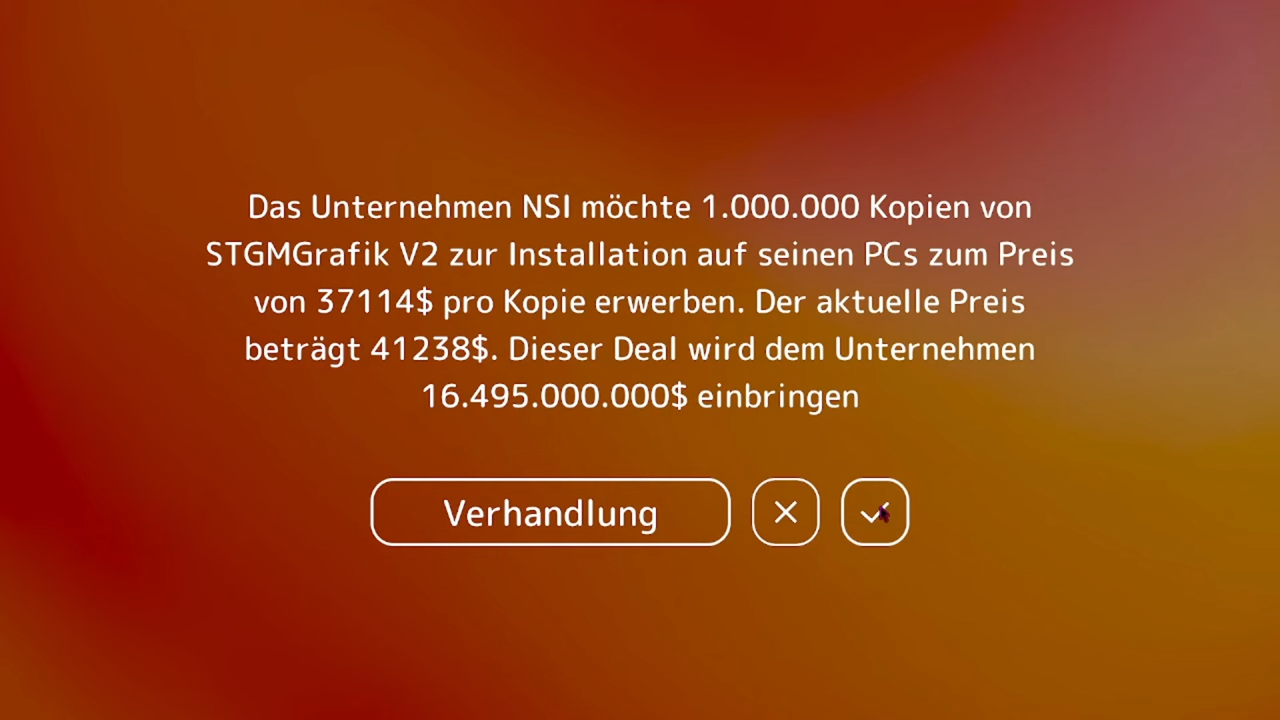 Das Unternehmen NSI möchte 1.000.000 Kopien von
STGMGrafik V2 zur Installation auf seinen PCs zum Preis
von 37114$ pro Kopie erwerben. Der aktuelle Preis
beträgt 41238$. Dieser Deal wird dem Unternehmen
16.495.000.000$ einbringen
Verhandlung